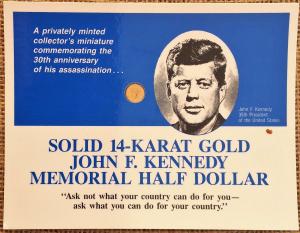 A privately minted
collector's miniature
commemorating the
30th anniversary
of his assassination . . .
John F. Kennedy
35th President
of the United States
SOLID 14-KARAT GOLD
JOHN F. KENNEDY
MEMORIAL HALF DOLLAR
"Ask not what your country can do for you—
ask what you can do for your country."